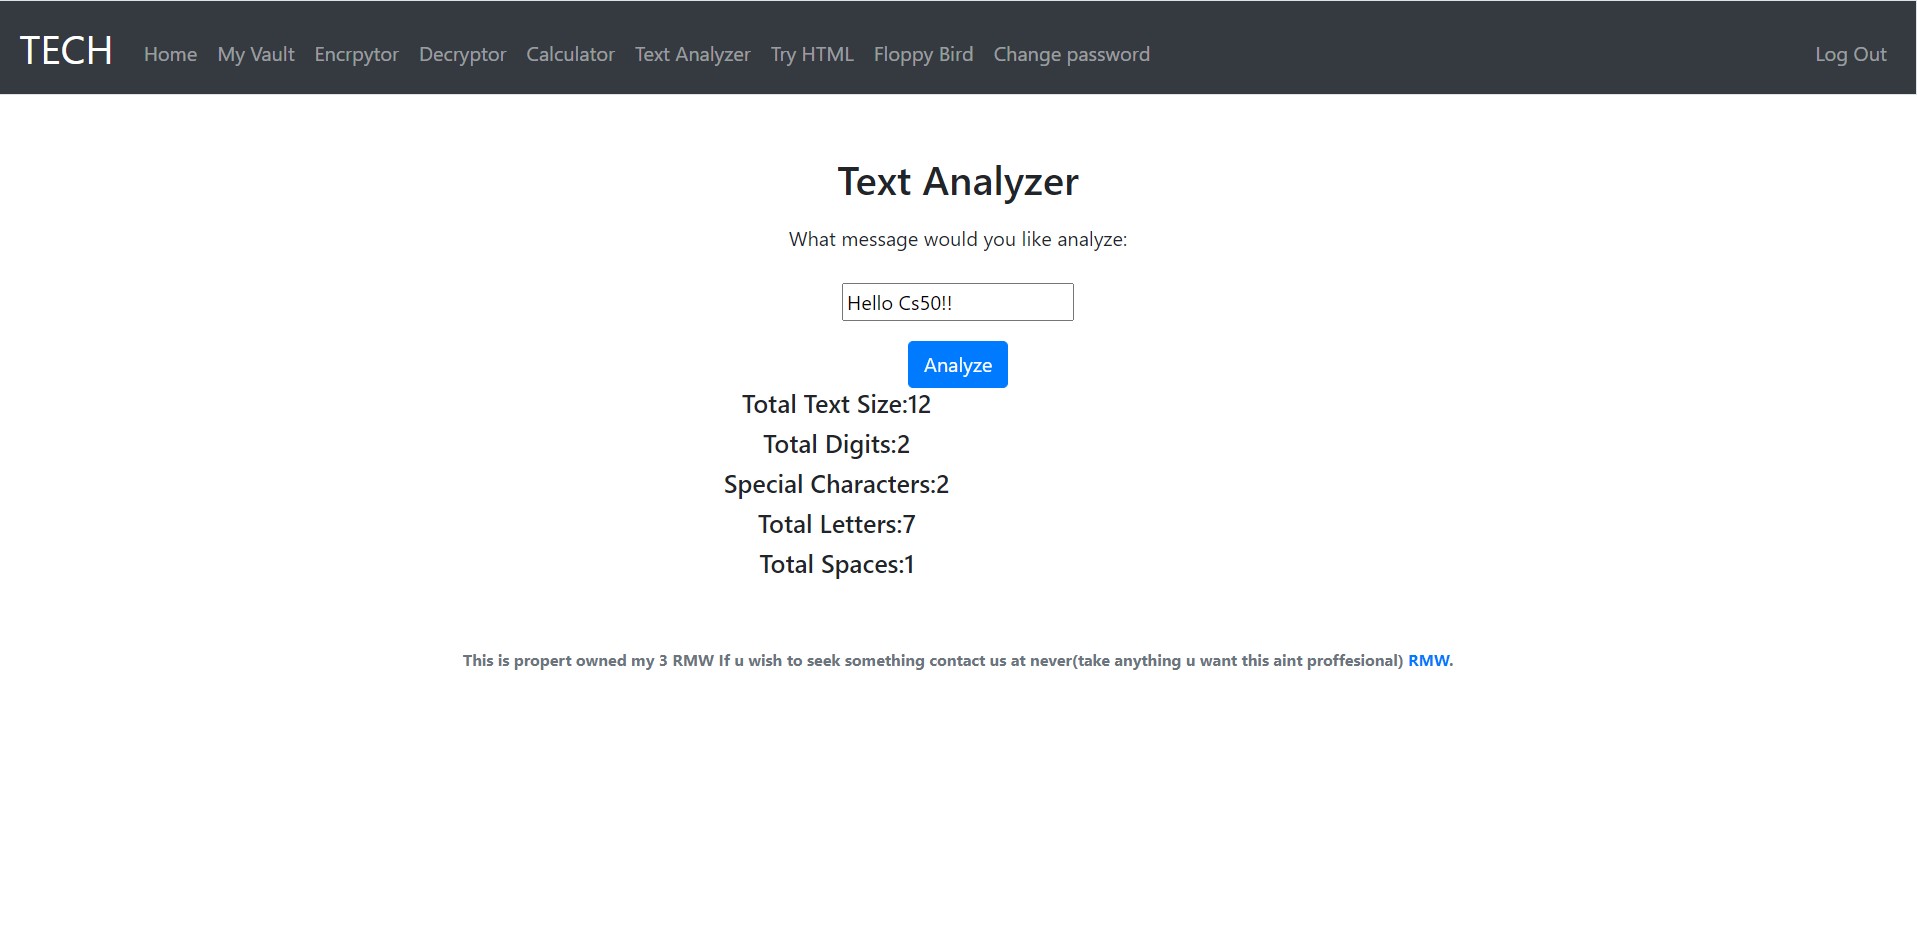 TECH Home My Vault Encrpytor Decryptor Calculator Text Analyzer Try HTML Floppy Bird Change password Log Out
Text Analyzer
What message would you like analyze:
Hello Cs50!!
Analyze
Total Text Size:12
Total Digits:2
Special Characters:2
Total Letters:7
Total Spaces:1
This is propert owned my 3 RMW If u wish to seek something contact us at never(take anything u want this aint proffesional) RMW.